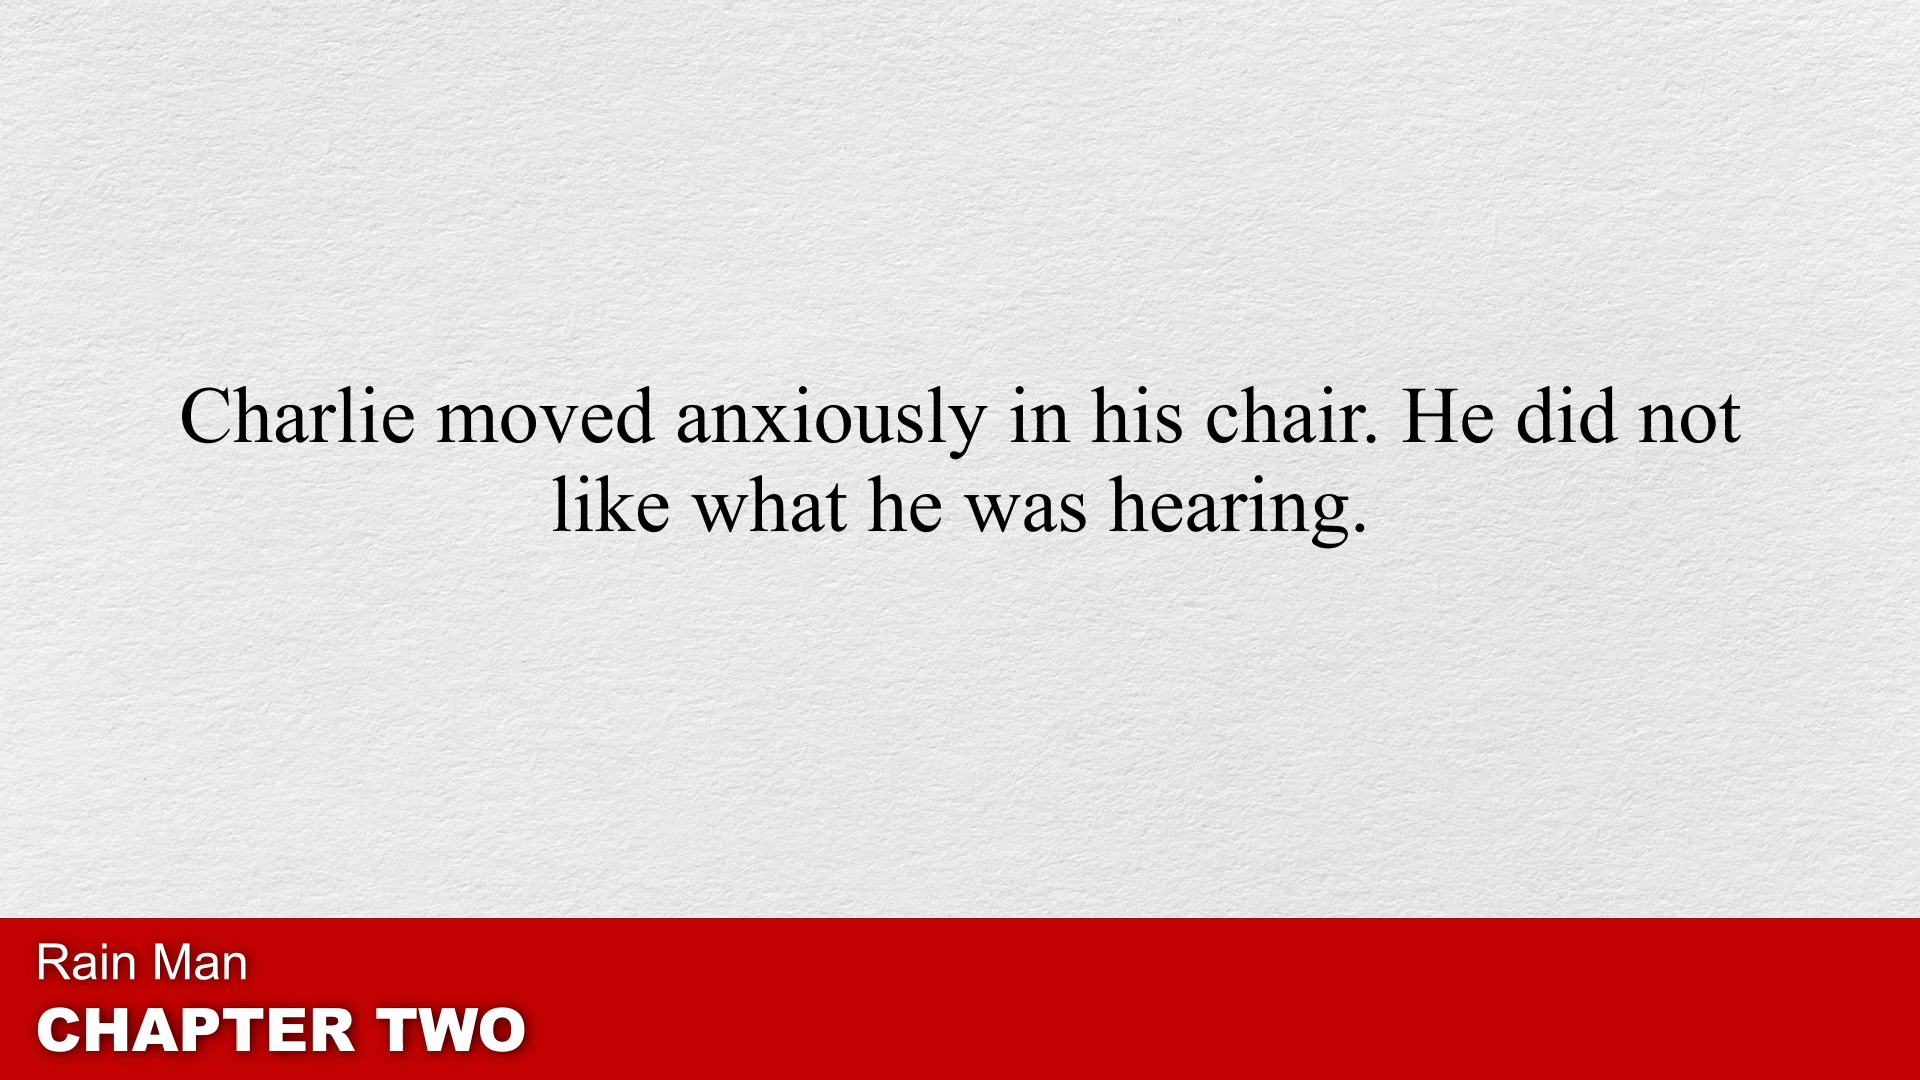 Charlie moved anxiously in his chair. He did not
like what he was hearing.
Rain Man
CHAPTER TWO